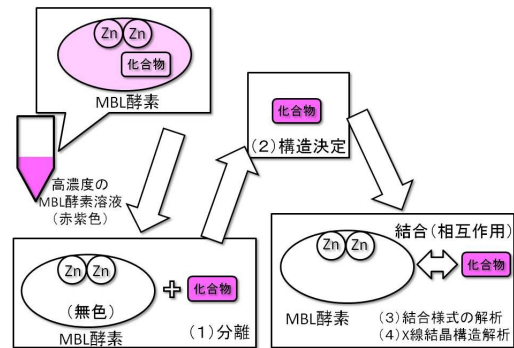 Zn Zn
化合物
MBL酵素
高濃度の
MBL酵素溶液
(赤紫色)
Zn Zn
(無色)
MBL酵素
+
化合物
(1)分離
化合物
(2)構造決定
Zn Zn
MBL酵素
結合(相互作用)
化合物
(3)結合様式の解析
(4)X線結晶構造解析